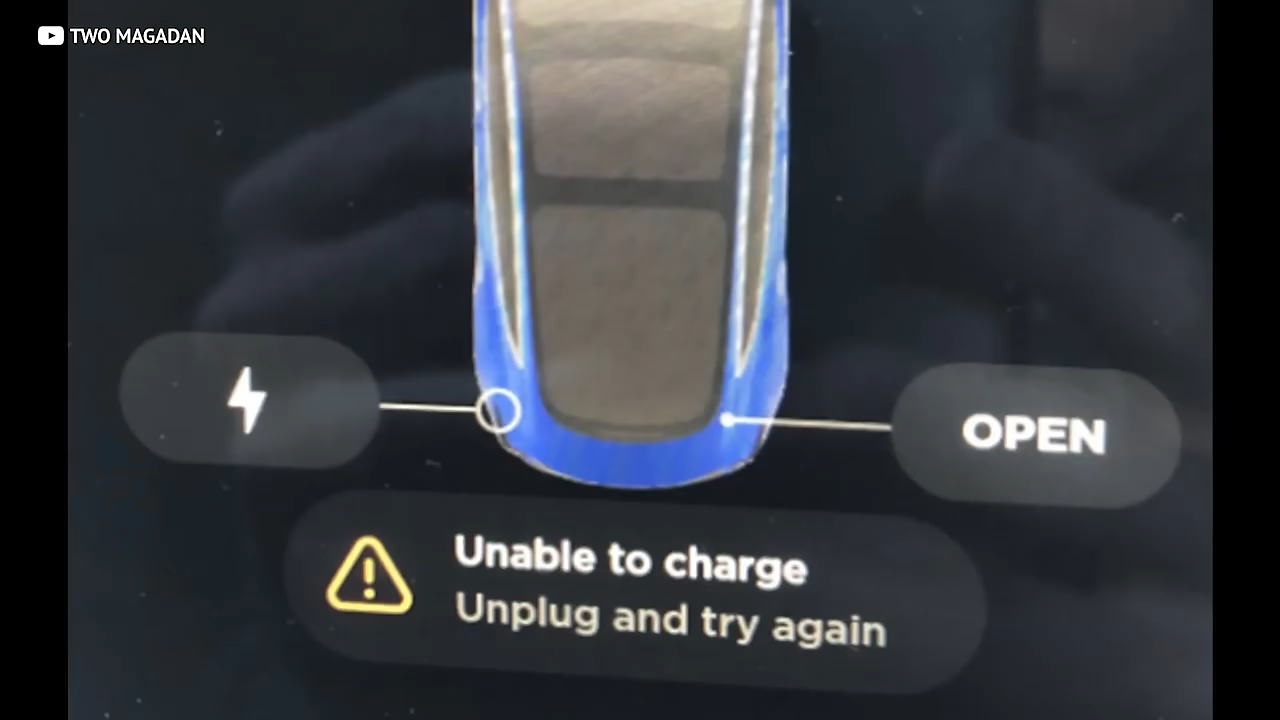 TWO MAGADAN
OPEN
Unable to charge
Unplug and try again